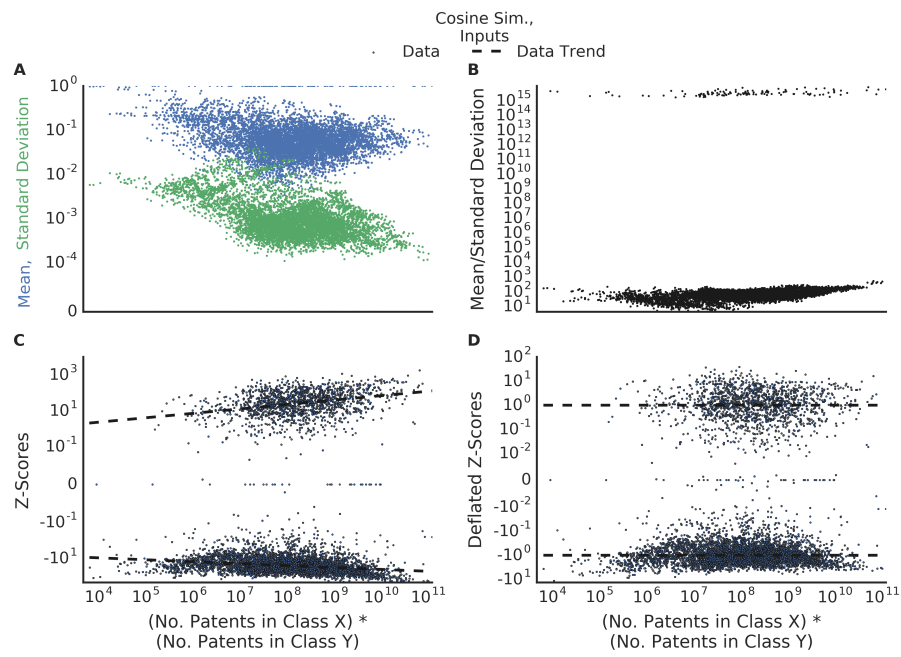 Cosine Sim.,
Inputs
Data
Data Trend
A
Mean, Standard Deviation
10^0
10^-1
10^-2
10^-3
10^-4
0
B
Mean/Standard Deviation
10^15
10^14
10^13
10^12
10^11
10^10
10^9
10^8
10^7
10^6
10^5
10^4
10^3
10^2
10^1
C
Z-Scores
10^3
10^1
10^-1
0
-10^-1
-10^1
10^4 10^5 10^6 10^7 10^8 10^9 10^10 10^11
(No. Patents in Class X) *
(No. Patents in Class Y)
D
Deflated Z-Scores
10^2
10^1
10^0
10^-1
10^-2
0
-10^-2
-10^-1
-10^0
-10^1
10^4 10^5 10^6 10^7 10^8 10^9 10^10 10^11
(No. Patents in Class X) *
(No. Patents in Class Y)